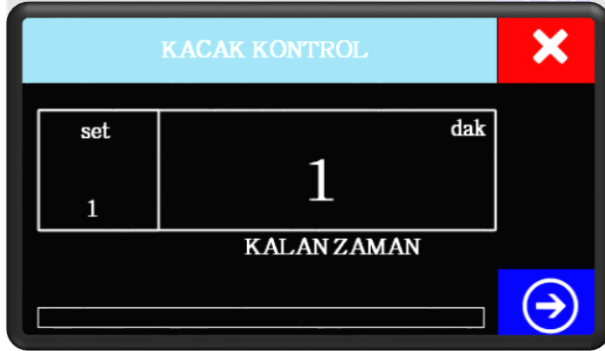 KACAK KONTROL
set
dak
1
1
KALAN ZAMAN